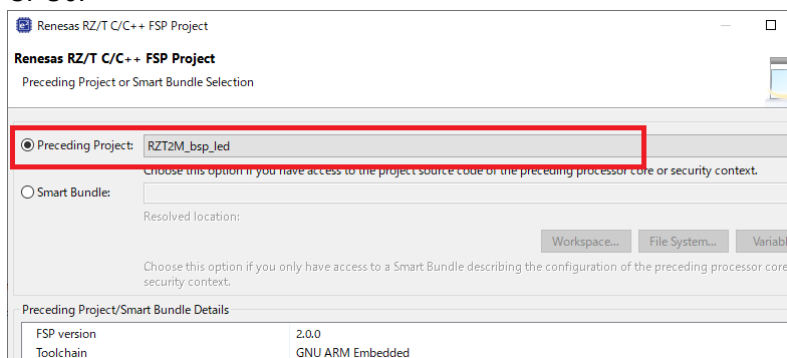 Renesas RZ/T C/C++ FSP Project
Renesas RZ/T C/C++ FSP Project
Preceding Project or Smart Bundle Selection
Preceding Project: RZT2M_bsp_led
Choose this option if you have access to the project source code of the preceding processor core or security context.
Smart Bundle:
Resolved location:
Workspace... File System... Variabl
Choose this option if you only have access to a Smart Bundle describing the configuration of the preceding processor core
security context.
Preceding Project/Smart Bundle Details
FSP version 2.0.0
Toolchain GNU ARM Embedded